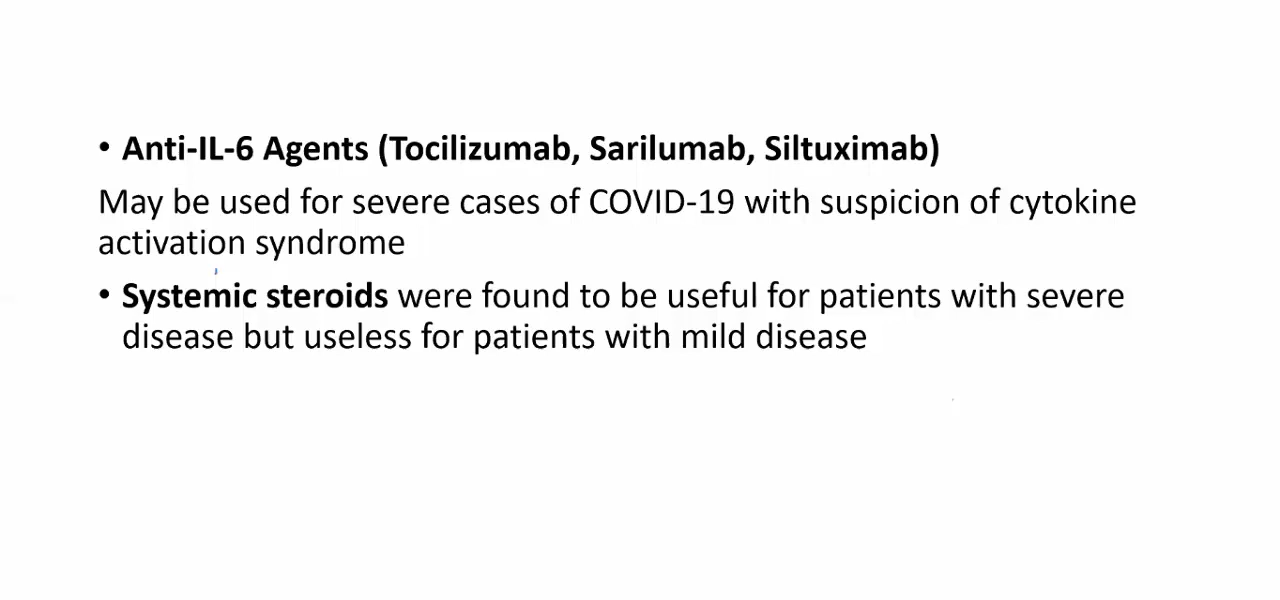 • Anti-IL-6 Agents (Tocilizumab, Sarilumab, Siltuximab)
May be used for severe cases of COVID-19 with suspicion of cytokine
activation syndrome
• Systemic steroids were found to be useful for patients with severe
disease but useless for patients with mild disease